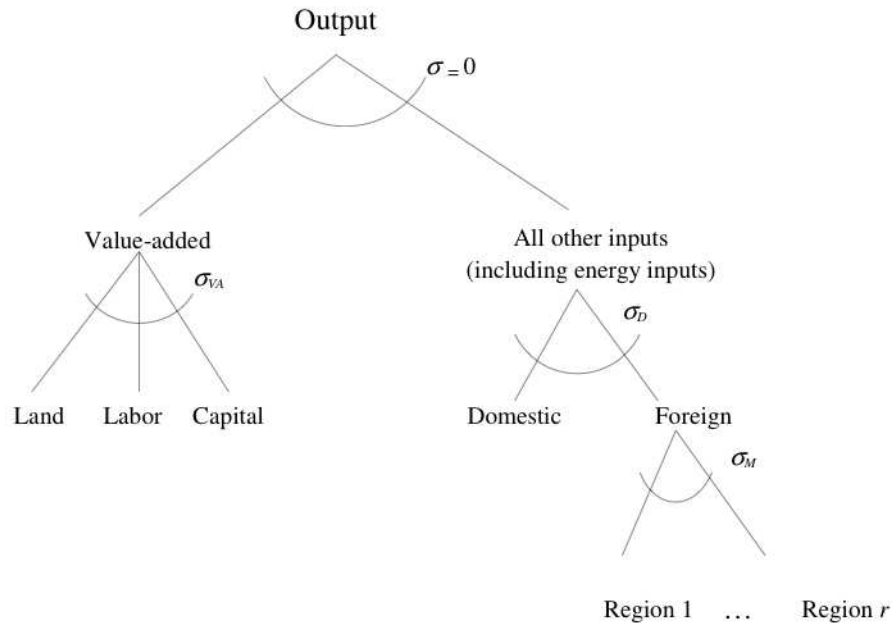 Output
σ = 0
Value-added
All other inputs
(including energy inputs)
σVA
σD
Land Labor Capital
Domestic Foreign
σM
Region 1 ... Region r